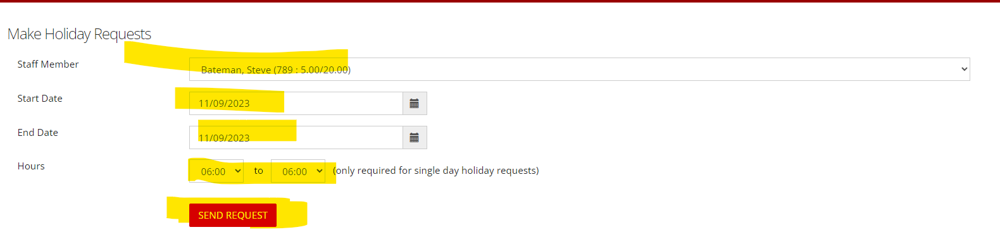 Make Holiday Requests
Staff Member
Bateman, Steve (789 : 5.00/20.00)
Start Date
11/09/2023
End Date
11/09/2023
Hours
06:00 to 06:00 (only required for single day holiday requests)
SEND REQUEST